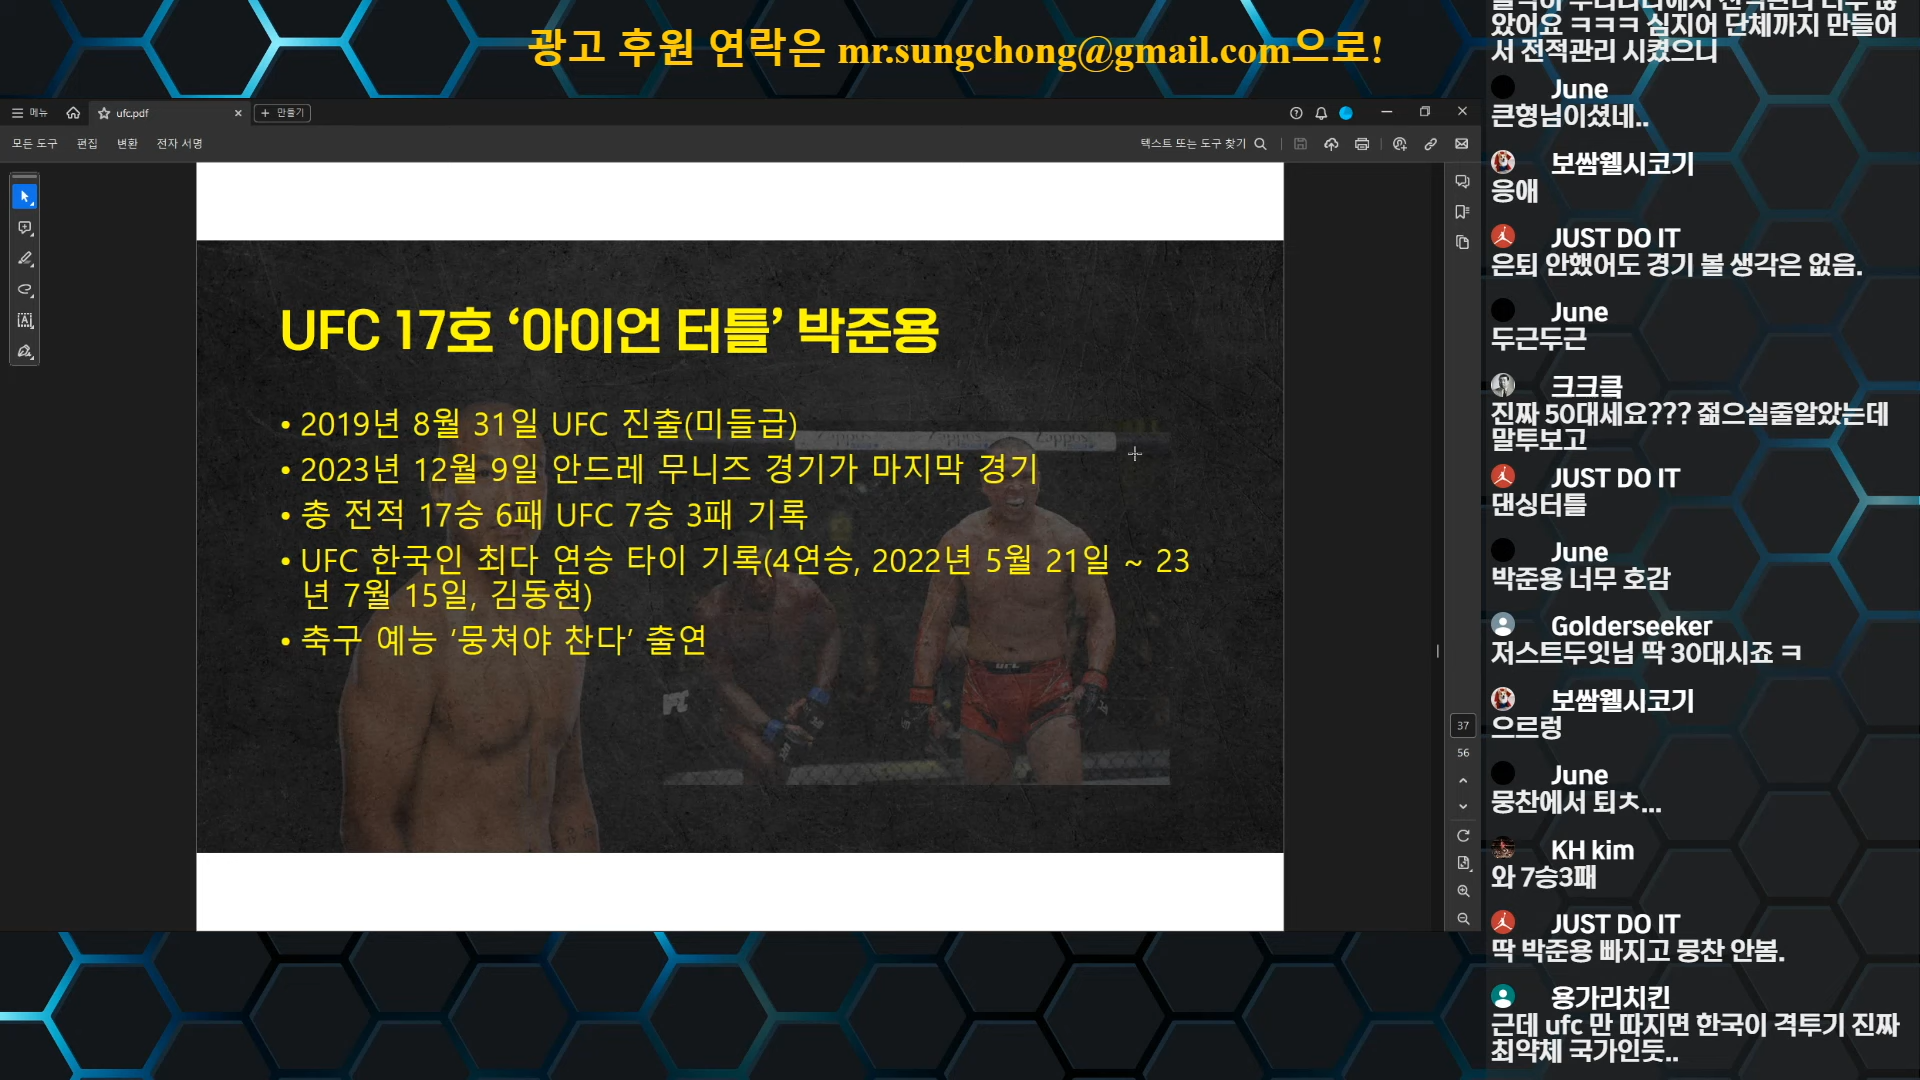 광고 후원 연락은 mr.sungchong@gmail.com으로!
메뉴
ufc.pdf
만들기
모든 도구
편집
변환
전자 서명
텍스트 또는 도구 찾기
UFC 17호 ‘아이언 터틀’ 박준용
• 2019년 8월 31일 UFC 진출(미들급)
• 2023년 12월 9일 안드레 무니즈 경기가 마지막 경기
• 총 전적 17승 6패 UFC 7승 3패 기록
• UFC 한국인 최다 연승 타이 기록(4연승, 2022년 5월 21일 ~ 23
년 7월 15일, 김동현)
• 축구 예능 ’뭉쳐야 찬다’ 출연
37
56
았어요 ㅋㅋㅋ 심지어 단체까지 만들어
서 전적관리 시켰으니
June
큰형님이셨네..
보쌈웰시코기
응애
JUST DO IT
은퇴 안했어도 경기 볼 생각은 없음.
June
두근두근
크크큭
진짜 50대세요??? 젊으실줄알았는데
말투보고
JUST DO IT
댄싱터틀
June
박준용 너무 호감
Golderseeker
저스트두잇님 딱 30대시죠 ㅋ
보쌈웰시코기
으르렁
June
뭉찬에서 퇴ㅊ...
KH kim
와 7승3패
JUST DO IT
딱 박준용 빠지고 뭉찬 안봄.
용가리치킨
근데 ufc 만 따지면 한국이 격투기 진짜
최약체 국가인듯..